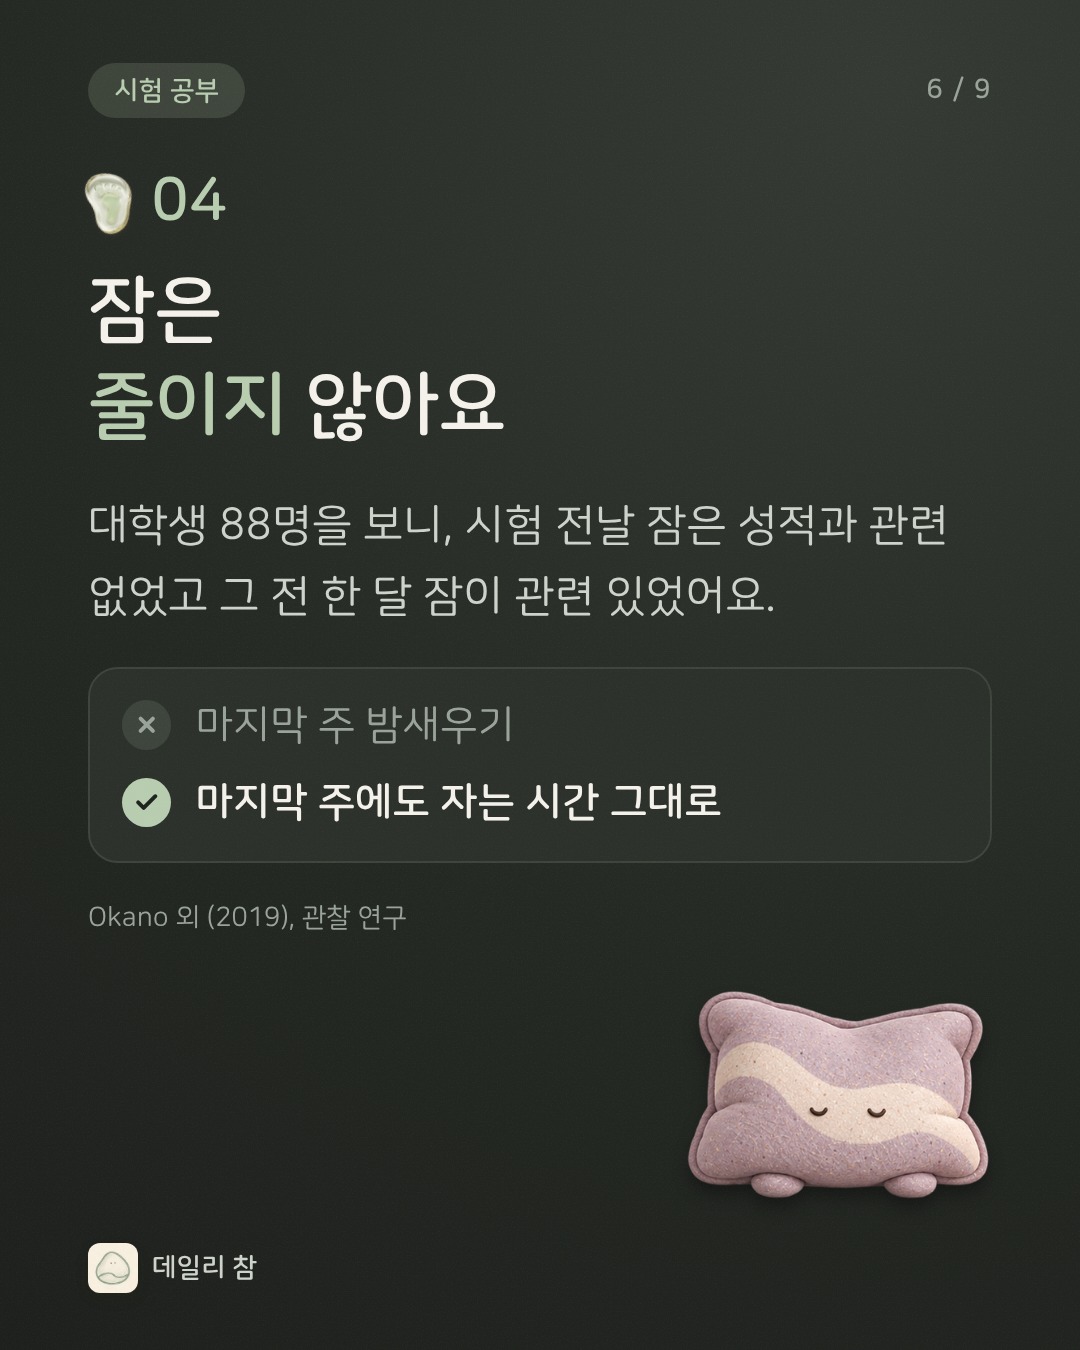 시험 공부
6 / 9
04
잠은
줄이지 않아요
대학생 88명을 보니, 시험 전날 잠은 성적과 관련
없었고 그 전 한 달 잠이 관련 있었어요.
마지막 주 밤새우기
마지막 주에도 자는 시간 그대로
Okano 외 (2019), 관찰 연구
데일리 참